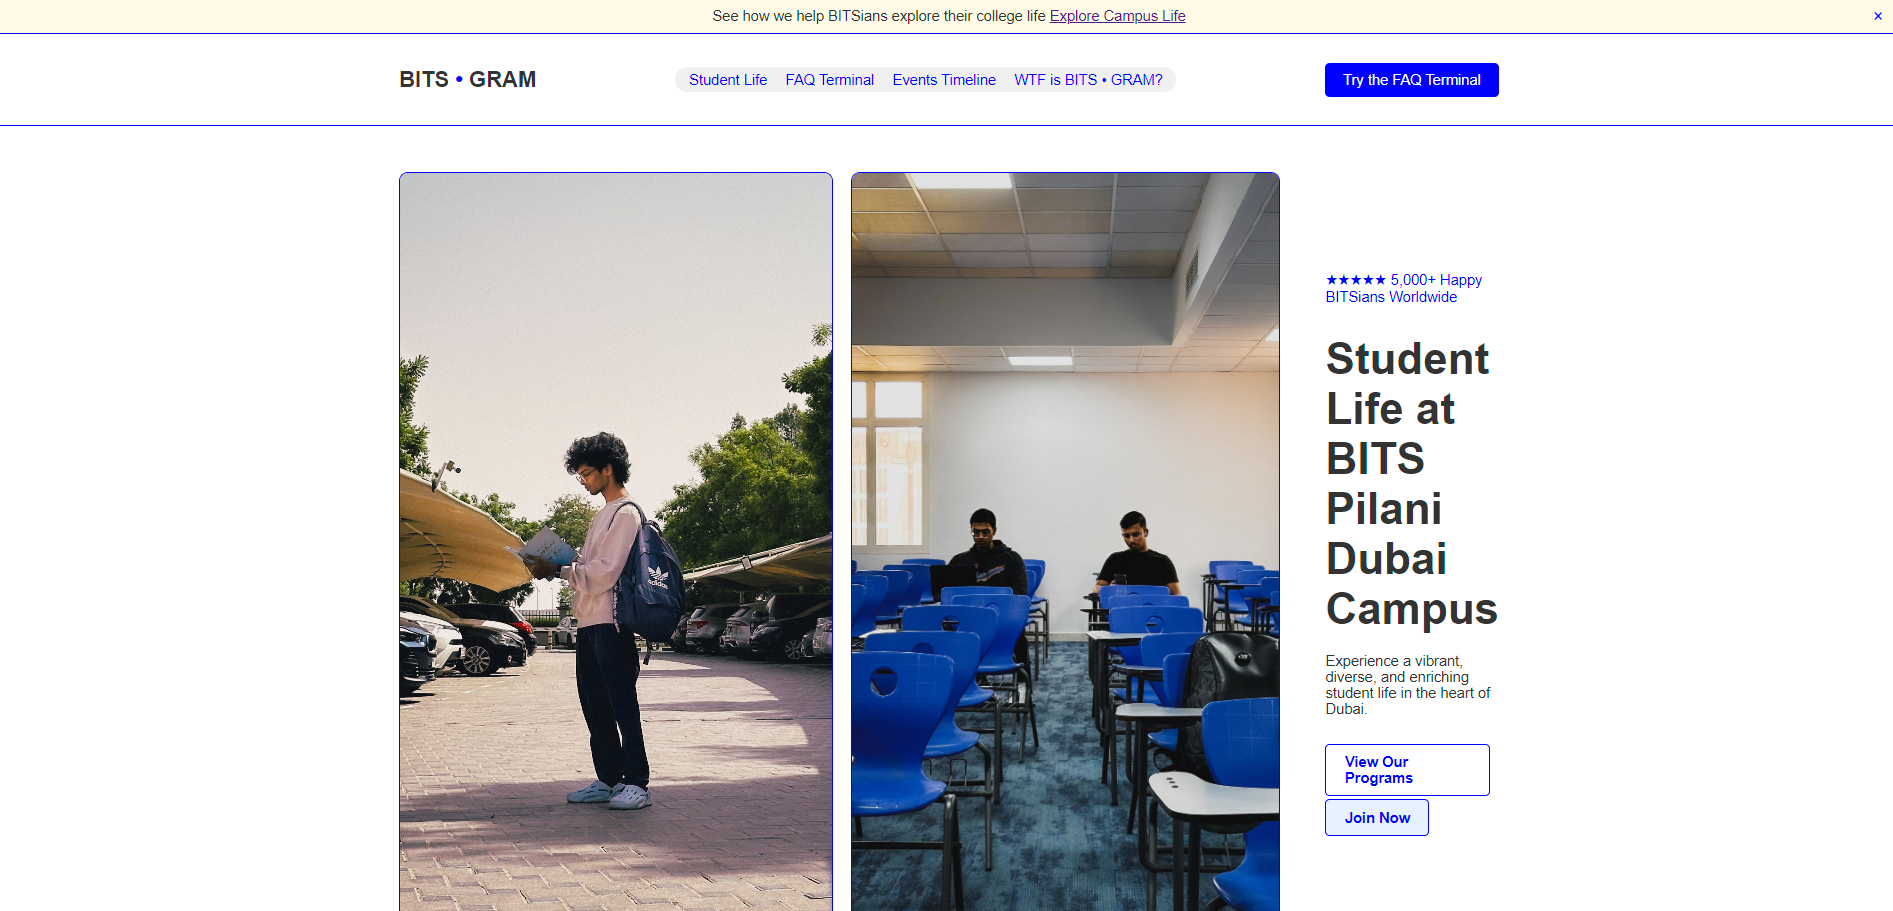 See how we help BITSians explore their college life Explore Campus Life ×
BITS • GRAM
Student Life FAQ Terminal Events Timeline WTF is BITS • GRAM?
Try the FAQ Terminal
adidas
★★★★★ 5,000+ Happy
BITSians Worldwide
Student
Life at
BITS
Pilani
Dubai
Campus
Experience a vibrant,
diverse, and enriching
student life in the heart of
Dubai.
View Our
Programs
Join Now